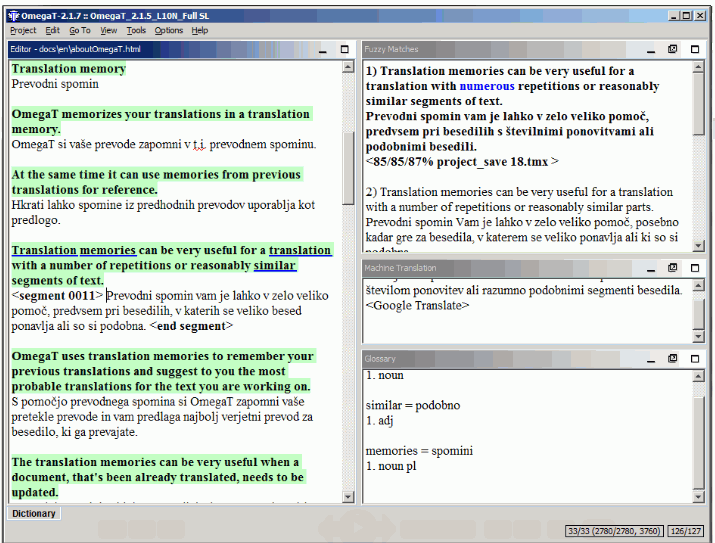 OmegaT-2.1.7 :: OmegaT_2.1.5_L10N_Full SL
Project Edit Go To View Tools Options Help
Editor - docs\en\aboutOmegaT.html
Translation memory
Prevodni spomin
OmegaT memorizes your translations in a translation
memory.
OmegaT si vaše prevode zapomni v t.i. prevodnem spominu.
At the same time it can use memories from previous
translations for reference.
Hkrati lahko spomine iz predhodnih prevodov uporablja kot
predlogo.
Translation memories can be very useful for a translation
with a number of repetitions or reasonably similar
segments of text.
<segment 0011> Prevodni spomin vam je lahko v zelo veliko
pomoč, predvsem pri besedilih, v katerih se veliko besed
ponavlja ali so si podobna. <end segment>
OmegaT uses translation memories to remember your
previous translations and suggest to you the most
probable translations for the text you are working on.
S pomočjo prevodnega spomina si OmegaT zapomni vaše
pretekle prevode in vam predlaga najbolj verjetni prevod za
besedilo, ki ga prevajate.
The translation memories can be very useful when a
document, that's been already translated, needs to be
updated.
Fuzzy Matches
1) Translation memories can be very useful for a
translation with numerous repetitions or reasonably
similar segments of text.
Prevodni spomin vam je lahko v zelo veliko pomoč,
predvsem pri besedilih s številnimi ponovitvami ali
podobnimi besedili.
<85/85/87% project_save 18.tmx >
2) Translation memories can be very useful for a translation
with a number of repetitions or reasonably similar parts.
Prevodni spomin Vam je lahko v zelo veliko pomoč, posebno
kadar gre za besedila, v katerem se veliko ponavlja ali ki so si
Machine Translation
številom ponovitev ali razumno podobnimi segmenti besedila.
<Google Translate>
Glossary
1. noun
similar = podobno
1. adj
memories = spomini
1. noun pl
Dictionary
33/33 (2780/2780, 3760) 126/127